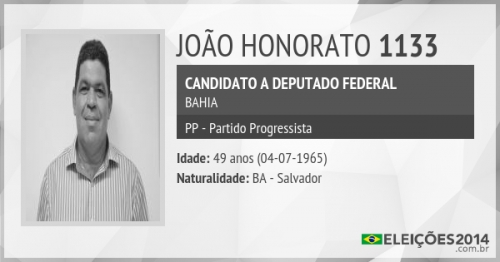 JOÃO HONORATO 1133
CANDIDATO A DEPUTADO FEDERAL
BAHIA
PP - Partido Progressista
Idade: 49 anos (04-07-1965)
Naturalidade: BA - Salvador
ELEIÇÕES2014
.com.br